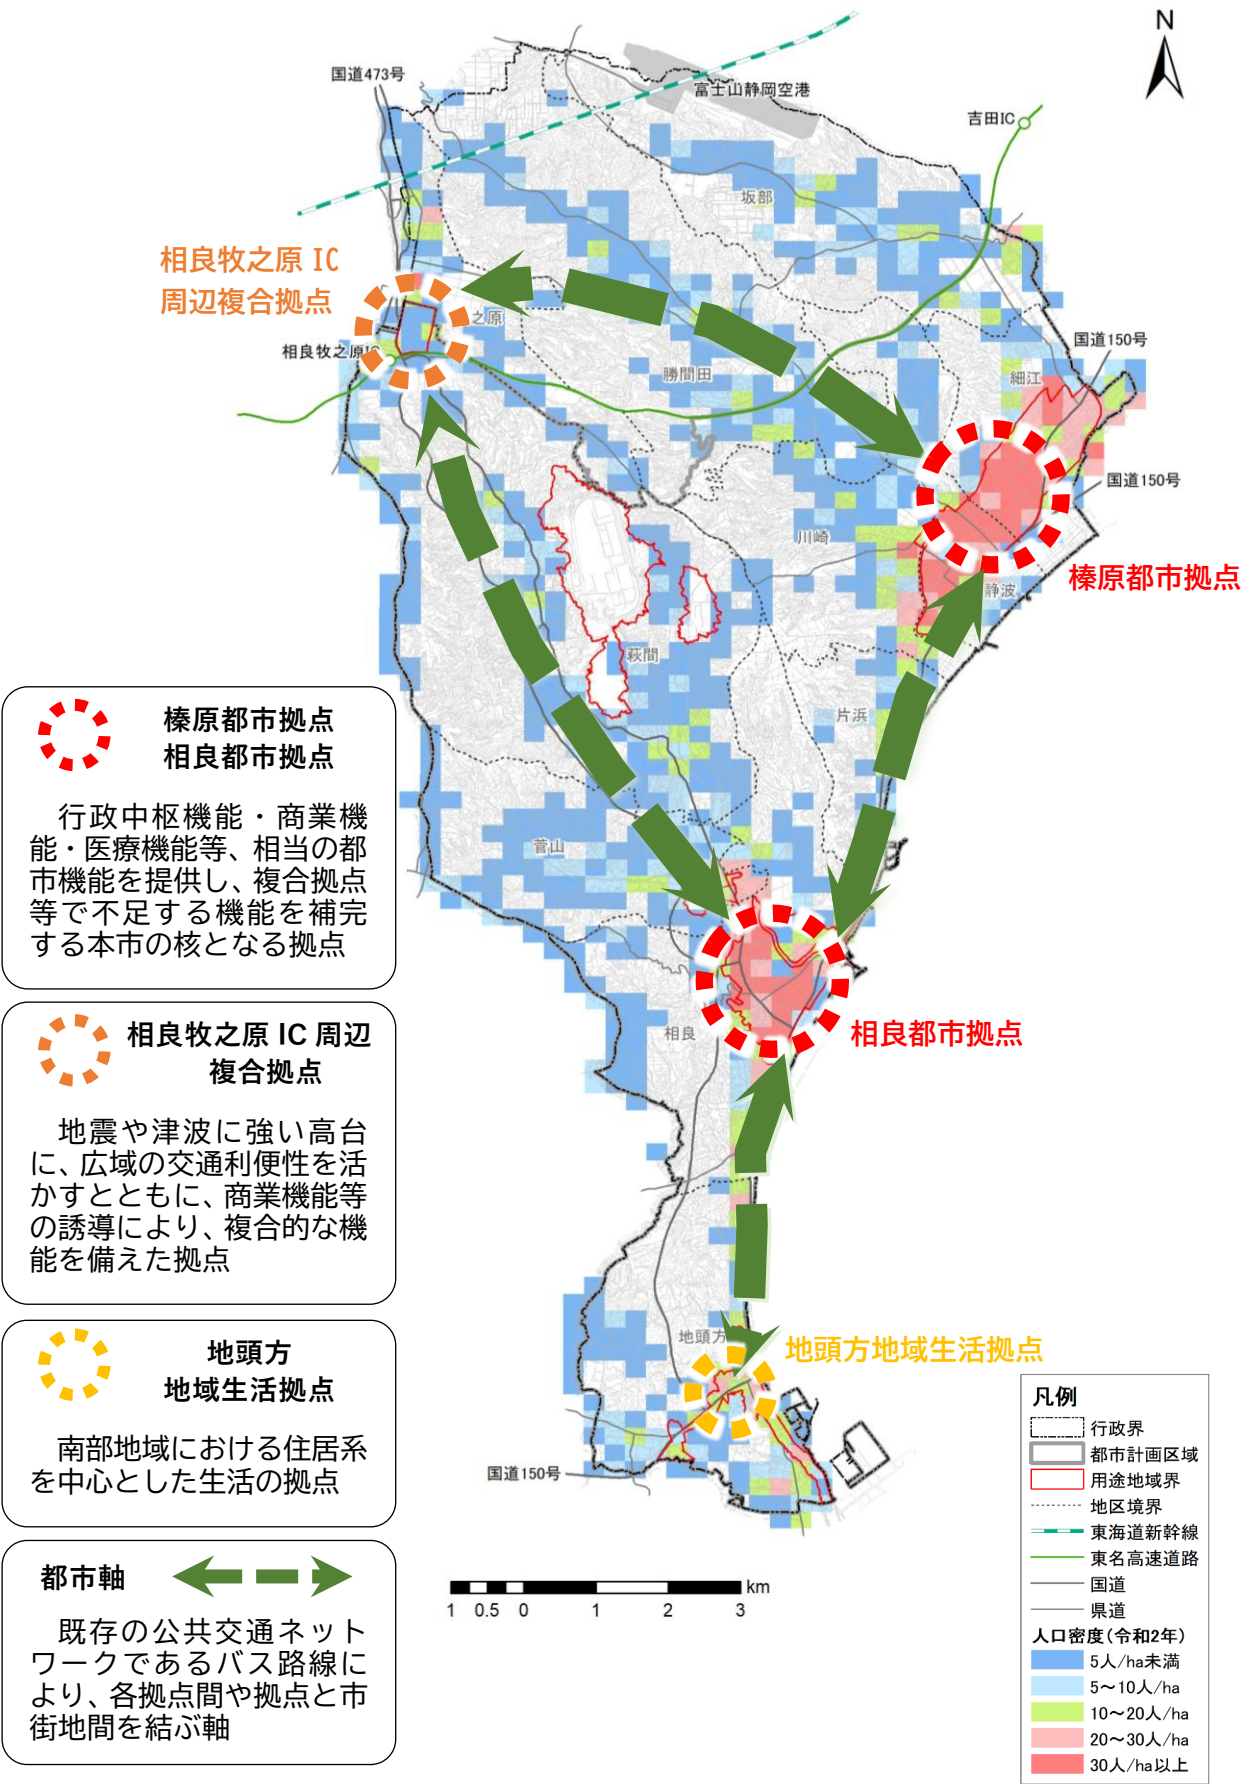 N
国道473号
富士山静岡空港
吉田IC
坂部
相良牧之原 IC
周辺複合拠点
之原
相良牧之原I
国道150号
細江
勝間田
国道150号
川崎
榛原都市拠点
静波
萩間
片浜
菅山
相良
相良都市拠点
地頭方
地頭方地域生活拠点
国道150号
榛原都市拠点
相良都市拠点
行政中枢機能・商業機
能・医療機能等、相当の都
市機能を提供し、複合拠点
等で不足する機能を補完
する本市の核となる拠点
相良牧之原 IC 周辺
複合拠点
地震や津波に強い高台
に、広域の交通利便性を活
かすとともに、商業機能等
の誘導により、複合的な機
能を備えた拠点
地頭方
地域生活拠点
南部地域における住居系
を中心とした生活の拠点
都市軸
既存の公共交通ネット
ワークであるバス路線に
より、各拠点間や拠点と市
街地間を結ぶ軸
km
1 0.5 0 1 2 3
凡例
行政界
都市計画区域
用途地域界
地区境界
東海道新幹線
東名高速道路
国道
県道
人口密度(令和2年)
5人/ha未満
5～10人/ha
10～20人/ha
20～30人/ha
30人/ha以上